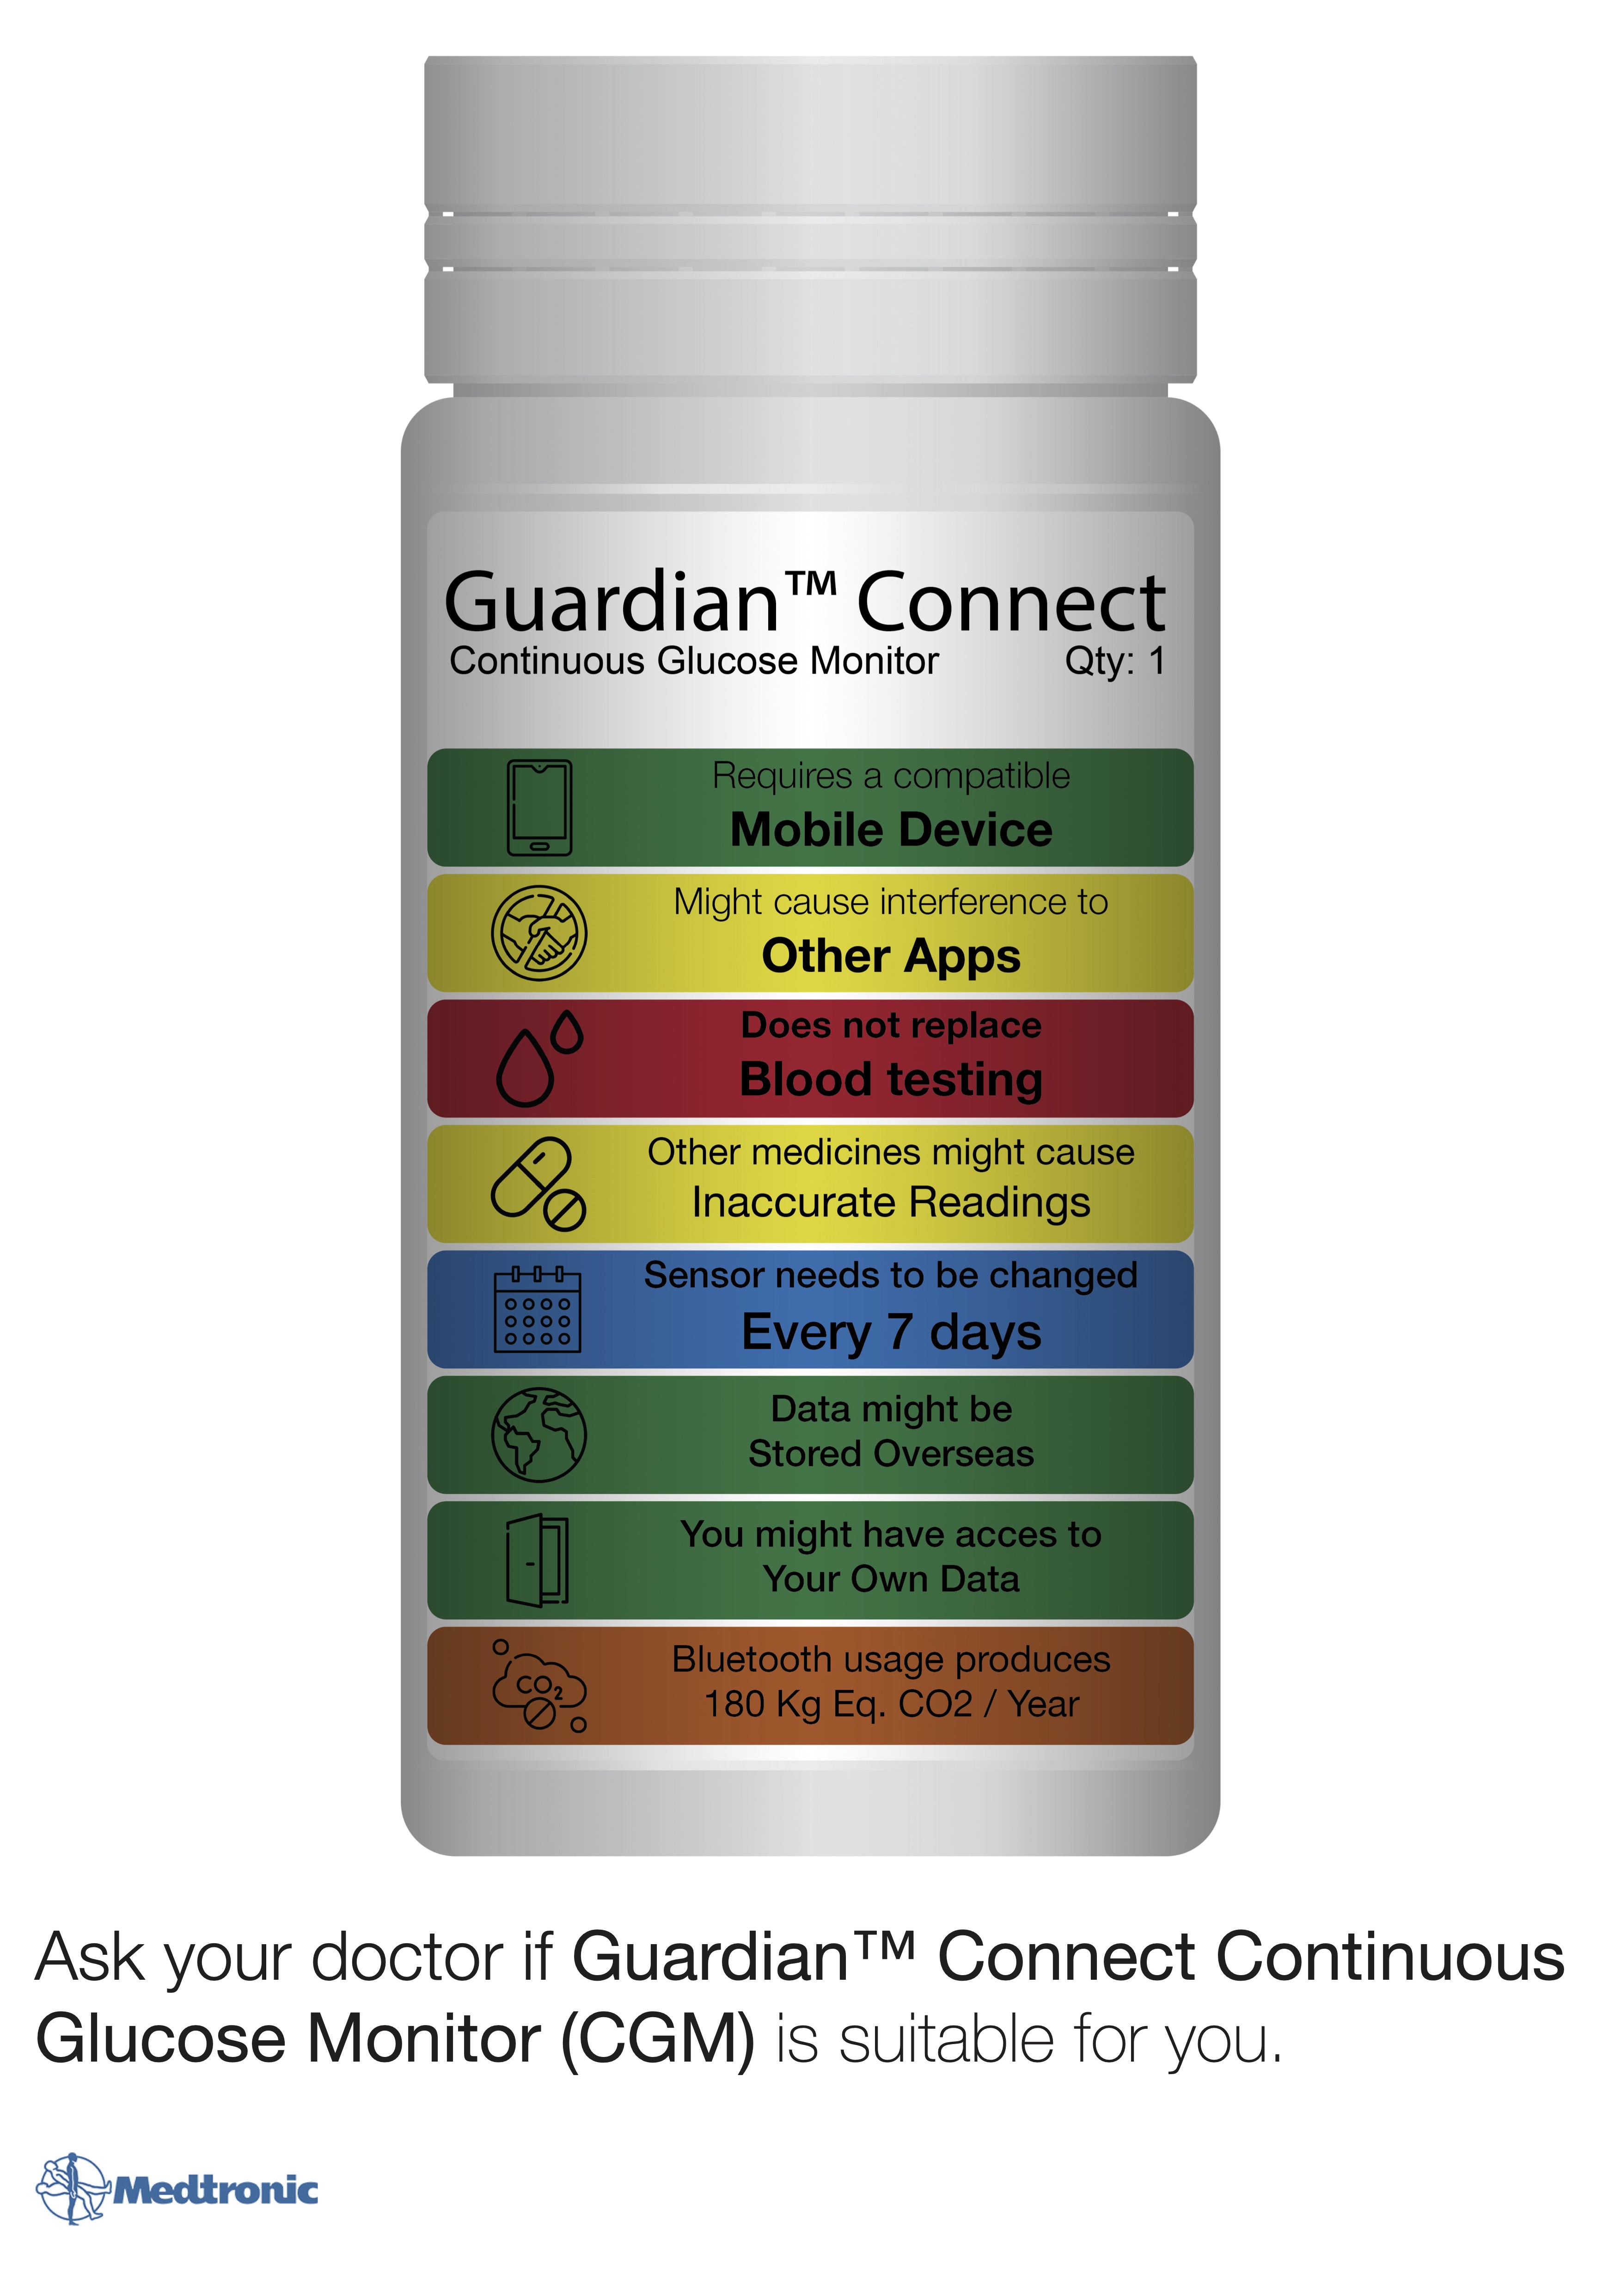 Guardian™ Connect
Continuous Glucose Monitor Qty: 1
Requires a compatible
Mobile Device
Might cause interference to
Other Apps
Does not replace
Blood testing
Other medicines might cause
Inaccurate Readings
Sensor needs to be changed
Every 7 days
Data might be
Stored Overseas
You might have acces to
Your Own Data
CO2
Bluetooth usage produces
180 Kg Eq. CO2 / Year
Ask your doctor if Guardian™ Connect Continuous
Glucose Monitor (CGM) is suitable for you.
Medtronic